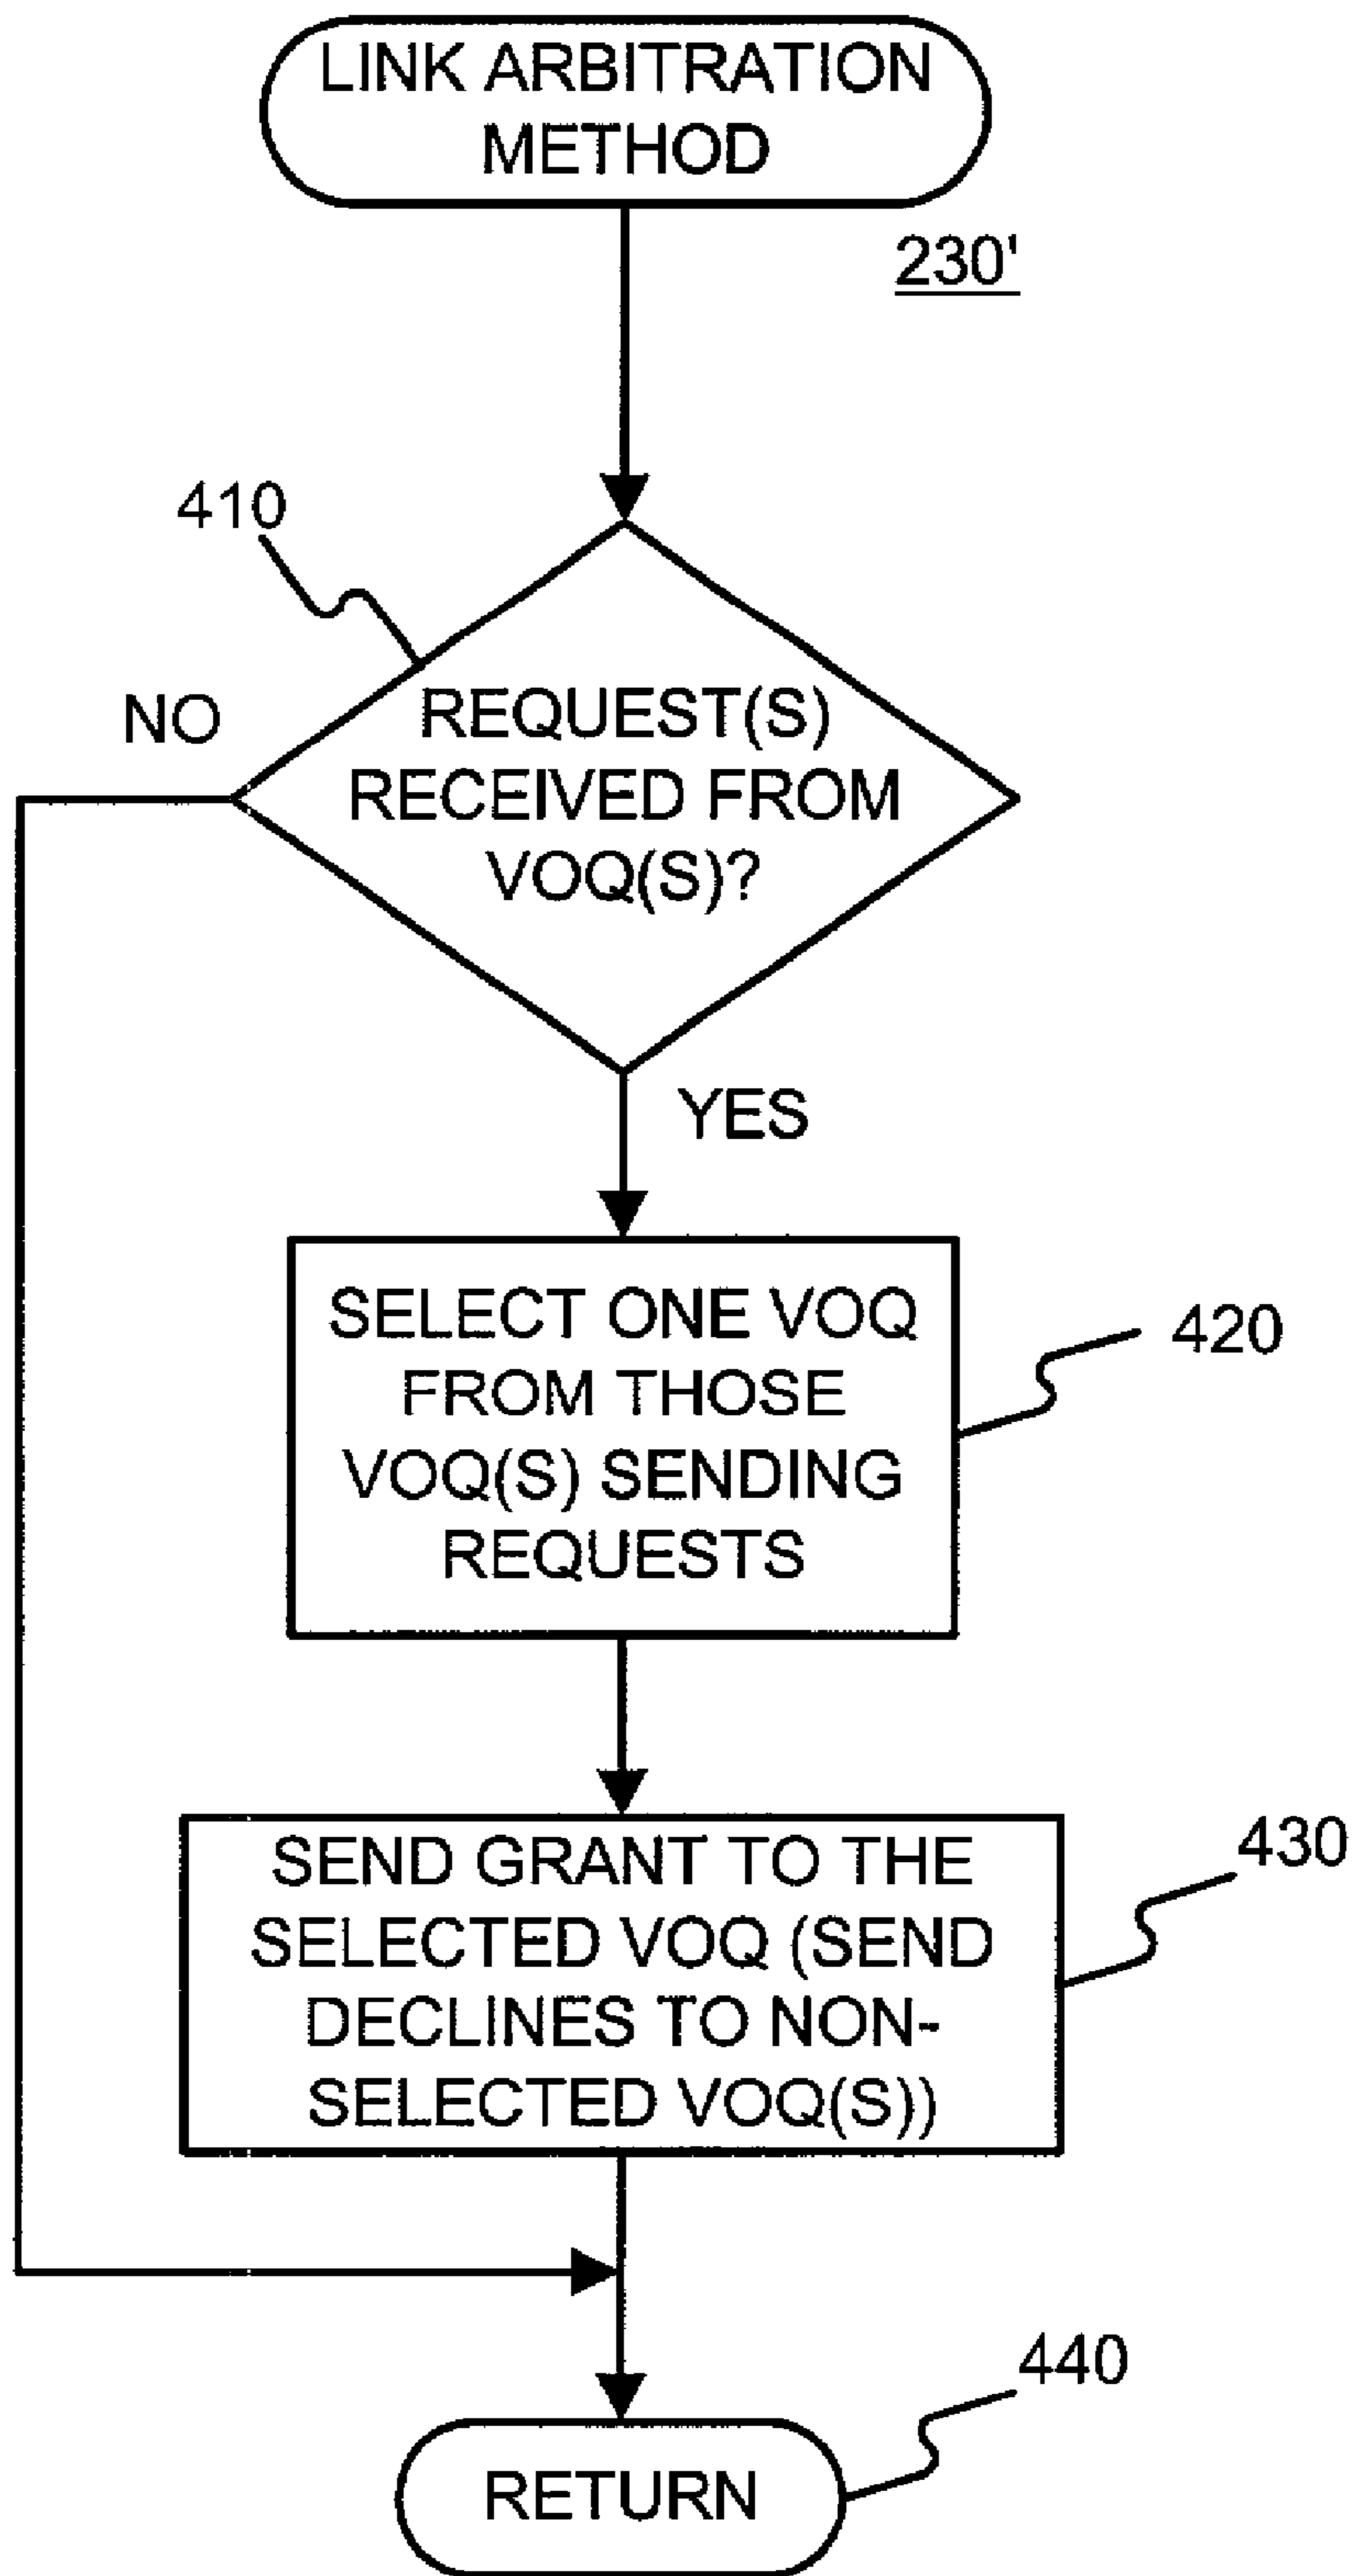 LINK ARBITRATION
METHOD
230'
410
NO
REQUEST(S)
RECEIVED FROM
VOQ(S)?
YES
SELECT ONE VOQ
FROM THOSE
VOQ(S) SENDING
REQUESTS
420
SEND GRANT TO THE
SELECTED VOQ (SEND
DECLINES TO NON-
SELECTED VOQ(S))
430
440
RETURN